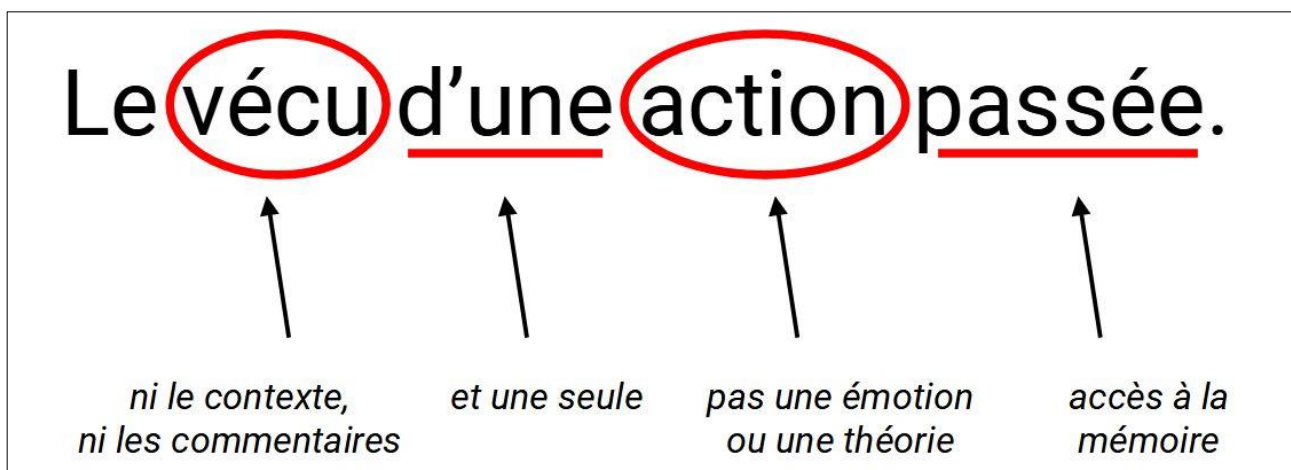 Le vécu d’une action passée.
ni le contexte,
ni les commentaires
et une seule
pas une émotion
ou une théorie
accès à la
mémoire